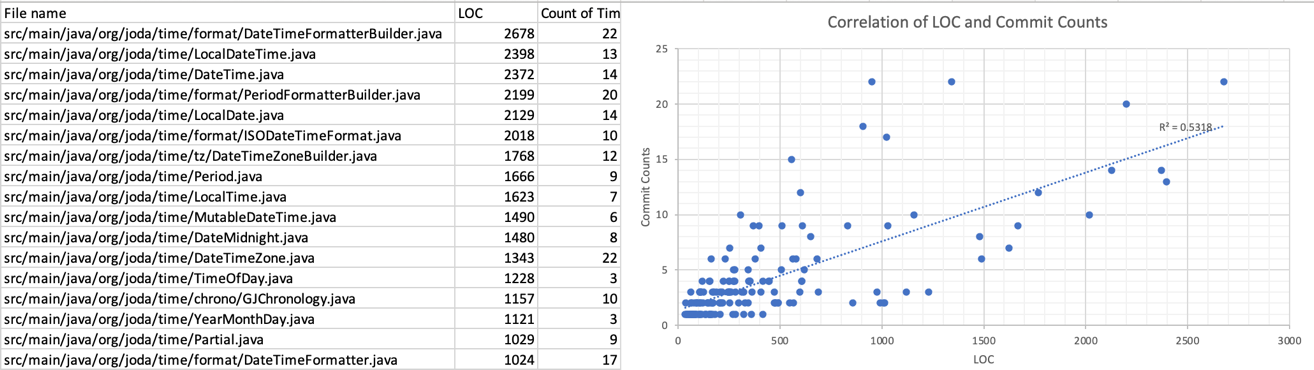 File name LOC Count of Tim
src/main/java/org/joda/time/format/DateTimeFormatterBuilder.java 2678 22
src/main/java/org/joda/time/LocalDateTime.java 2398 13
src/main/java/org/joda/time/DateTime.java 2372 14
src/main/java/org/joda/time/format/PeriodFormatterBuilder.java 2199 20
src/main/java/org/joda/time/LocalDate.java 2129 14
src/main/java/org/joda/time/format/ISODateTimeFormat.java 2018 10
src/main/java/org/joda/time/tz/DateTimeZoneBuilder.java 1768 12
src/main/java/org/joda/time/Period.java 1666 9
src/main/java/org/joda/time/LocalTime.java 1623 7
src/main/java/org/joda/time/MutableDateTime.java 1490 6
src/main/java/org/joda/time/DateMidnight.java 1480 8
src/main/java/org/joda/time/DateTimeZone.java 1343 22
src/main/java/org/joda/time/TimeOfDay.java 1228 3
src/main/java/org/joda/time/chrono/GJChronology.java 1157 10
src/main/java/org/joda/time/YearMonthDay.java 1121 3
src/main/java/org/joda/time/Partial.java 1029 9
src/main/java/org/joda/time/format/DateTimeFormatter.java 1024 17
Correlation of LOC and Commit Counts
25
20
15
10
5
0
Commit Counts
R² = 0.5318
0 500 1000 1500 2000 2500 3000
LOC